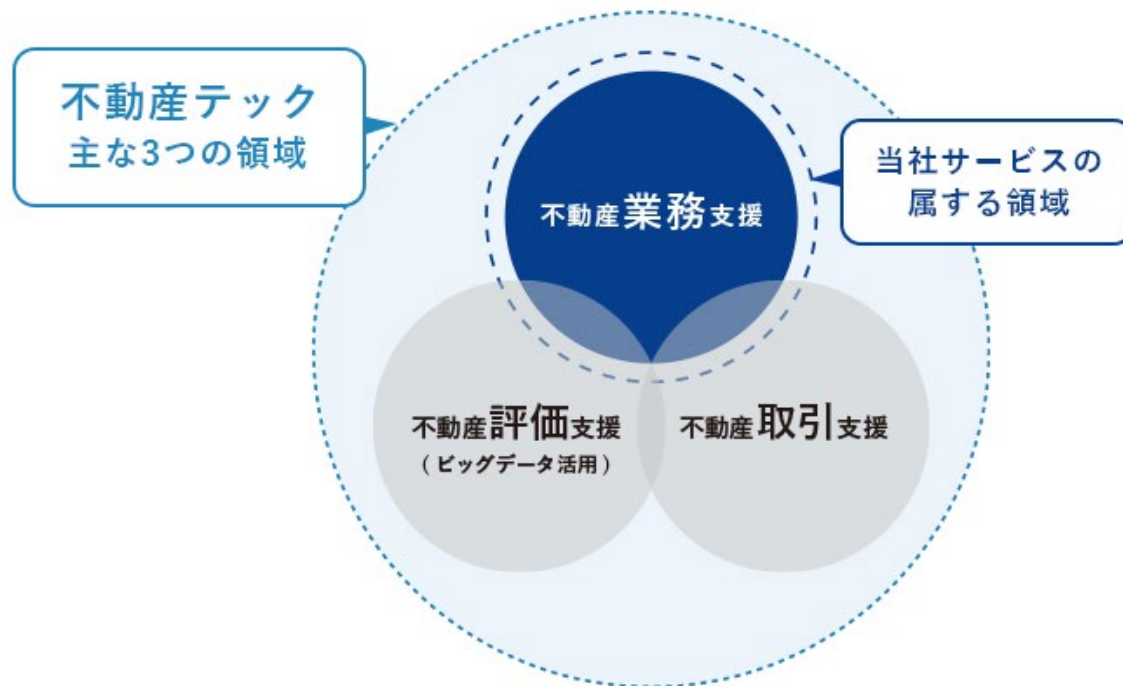 不動産テック
主な3つの領域
当社サービスの
属する領域
不動産業務支援
不動産評価支援
(ビッグデータ活用)
不動産取引支援